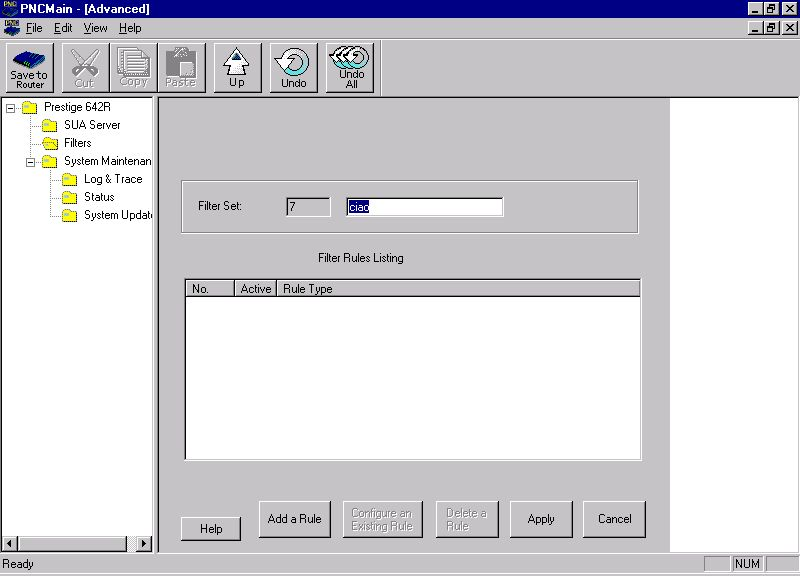 PNCMain - [Advanced]
PNC File Edit View Help
Save to Router
Cut
Copy
Paste
Up
Undo
Undo All
Prestige 642R
SUA Server
Filters
System Maintenan
Log & Trace
Status
System Updat
Filter Set: 7 ciao
Filter Rules Listing
No. Active Rule Type
Help
Add a Rule
Configure an
Existing Rule
Delete a
Rule
Apply
Cancel
Ready NUM